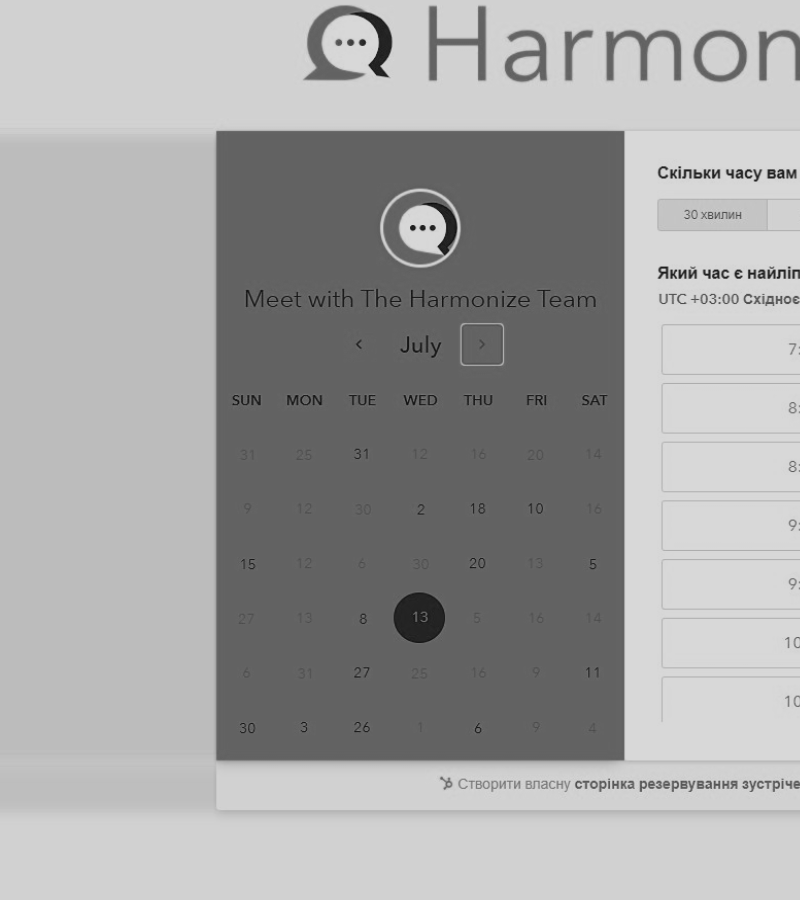 Harmon
Meet with The Harmonize Team
July
SUN MON TUE WED THU FRI SAT
31 25 31 12 16 20 14
9 12 30 2 18 10 16
15 12 6 30 20 13 5
27 13 8 13 5 16 14
6 31 27 25 16 9 11
30 3 26 1 6 9 4
Скільки часу вам
30 хвилин
Який час є найліп
UTC +03:00 Східноє
7:
8:
8:
9:
9:
10
10
Створити власну сторінка резервування зустріче